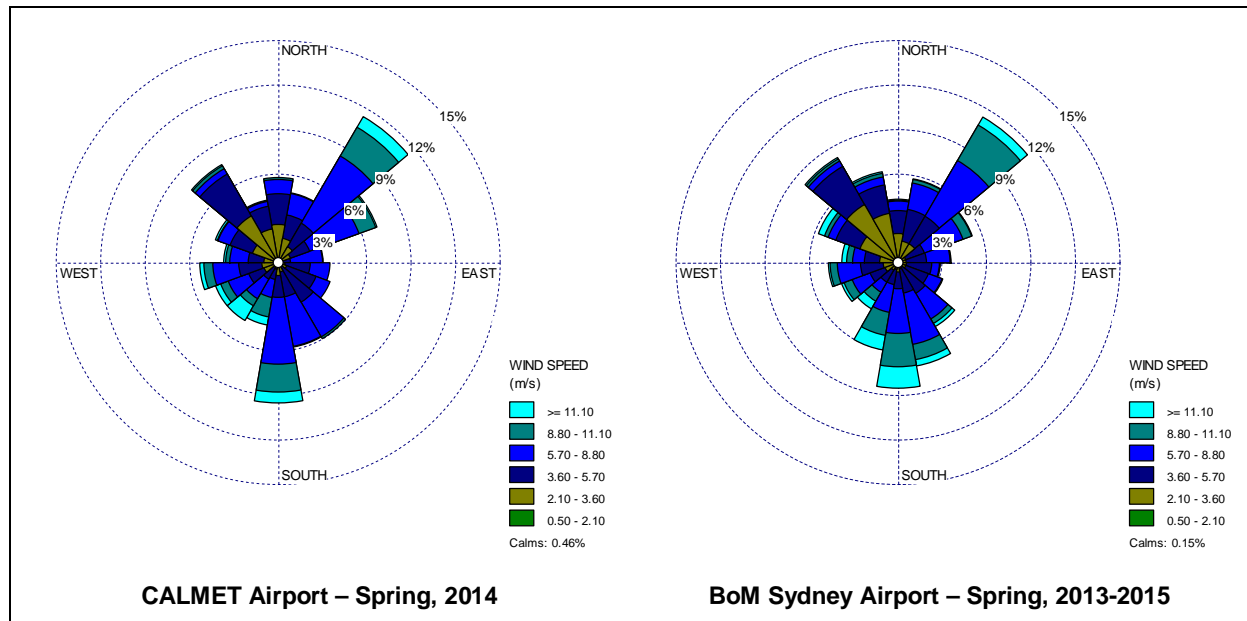 NORTH
15%
12%
9%
6%
3%
WEST
EAST
SOUTH
WIND SPEED
(m/s)
>= 11.10
8.80 - 11.10
5.70 - 8.80
3.60 - 5.70
2.10 - 3.60
0.50 - 2.10
Calms: 0.46%
CALMET Airport – Spring, 2014
NORTH
15%
12%
9%
6%
3%
WEST
EAST
SOUTH
WIND SPEED
(m/s)
>= 11.10
8.80 - 11.10
5.70 - 8.80
3.60 - 5.70
2.10 - 3.60
0.50 - 2.10
Calms: 0.15%
BoM Sydney Airport – Spring, 2013-2015